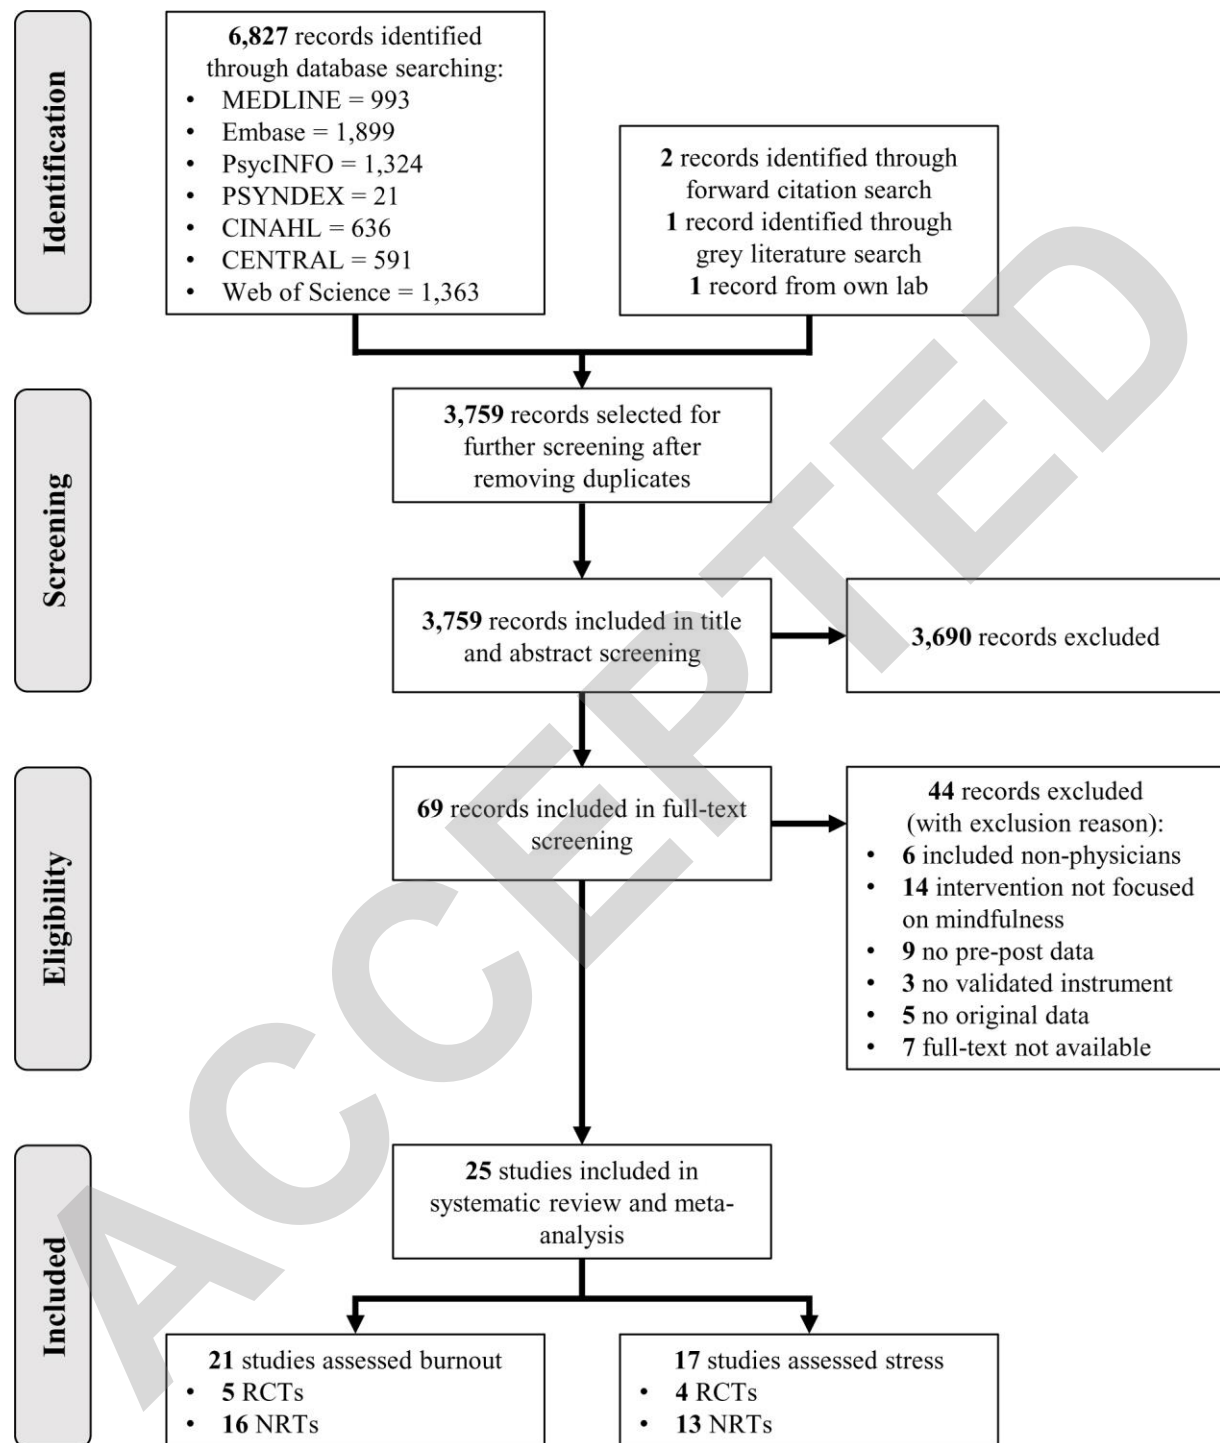 Identification
6,827 records identified
through database searching:
• MEDLINE = 993
• Embase = 1,899
• PsycINFO = 1,324
• PSYNDEX = 21
• CINAHL = 636
• CENTRAL = 591
• Web of Science = 1,363
2 records identified through
forward citation search
1 record identified through
grey literature search
1 record from own lab
Screening
3,759 records selected for
further screening after
removing duplicates
3,759 records included in title
and abstract screening
3,690 records excluded
Eligibility
69 records included in full-text
screening
44 records excluded
(with exclusion reason):
• 6 included non-physicians
• 14 intervention not focused
on mindfulness
• 9 no pre-post data
• 3 no validated instrument
• 5 no original data
• 7 full-text not available
Included
25 studies included in
systematic review and meta-
analysis
21 studies assessed burnout
• 5 RCTs
• 16 NRTs
17 studies assessed stress
• 4 RCTs
• 13 NRTs
ACCEPTED